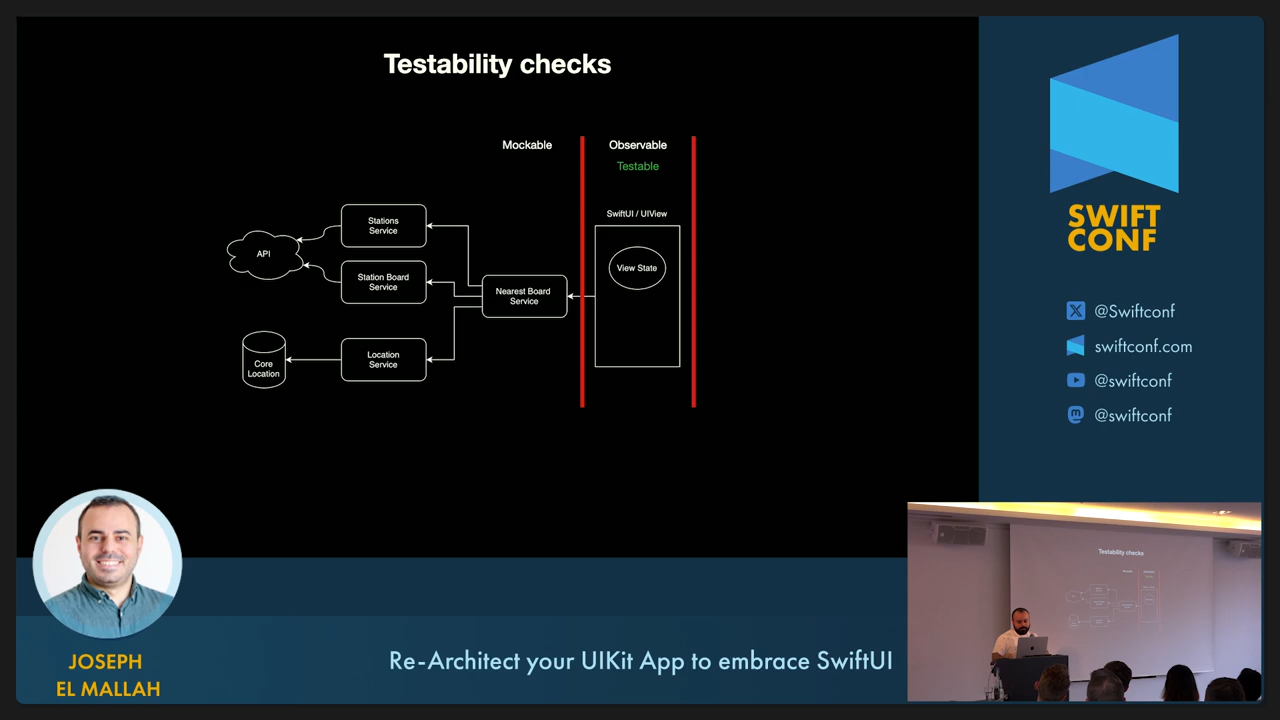 Testability checks
Mockable
Observable
Testable
SwiftUI / UIView
Stations
Service
API
View State
Station Board
Service
Nearest Board
Service
Core
Location
Location
Service
SWIFT
CONF
@Swiftconf
swiftconf.com
@swiftconf
@swiftconf
JOSEPH
EL MALLAH
Re-Architect your UIKit App to embrace SwiftUI
Testability checks